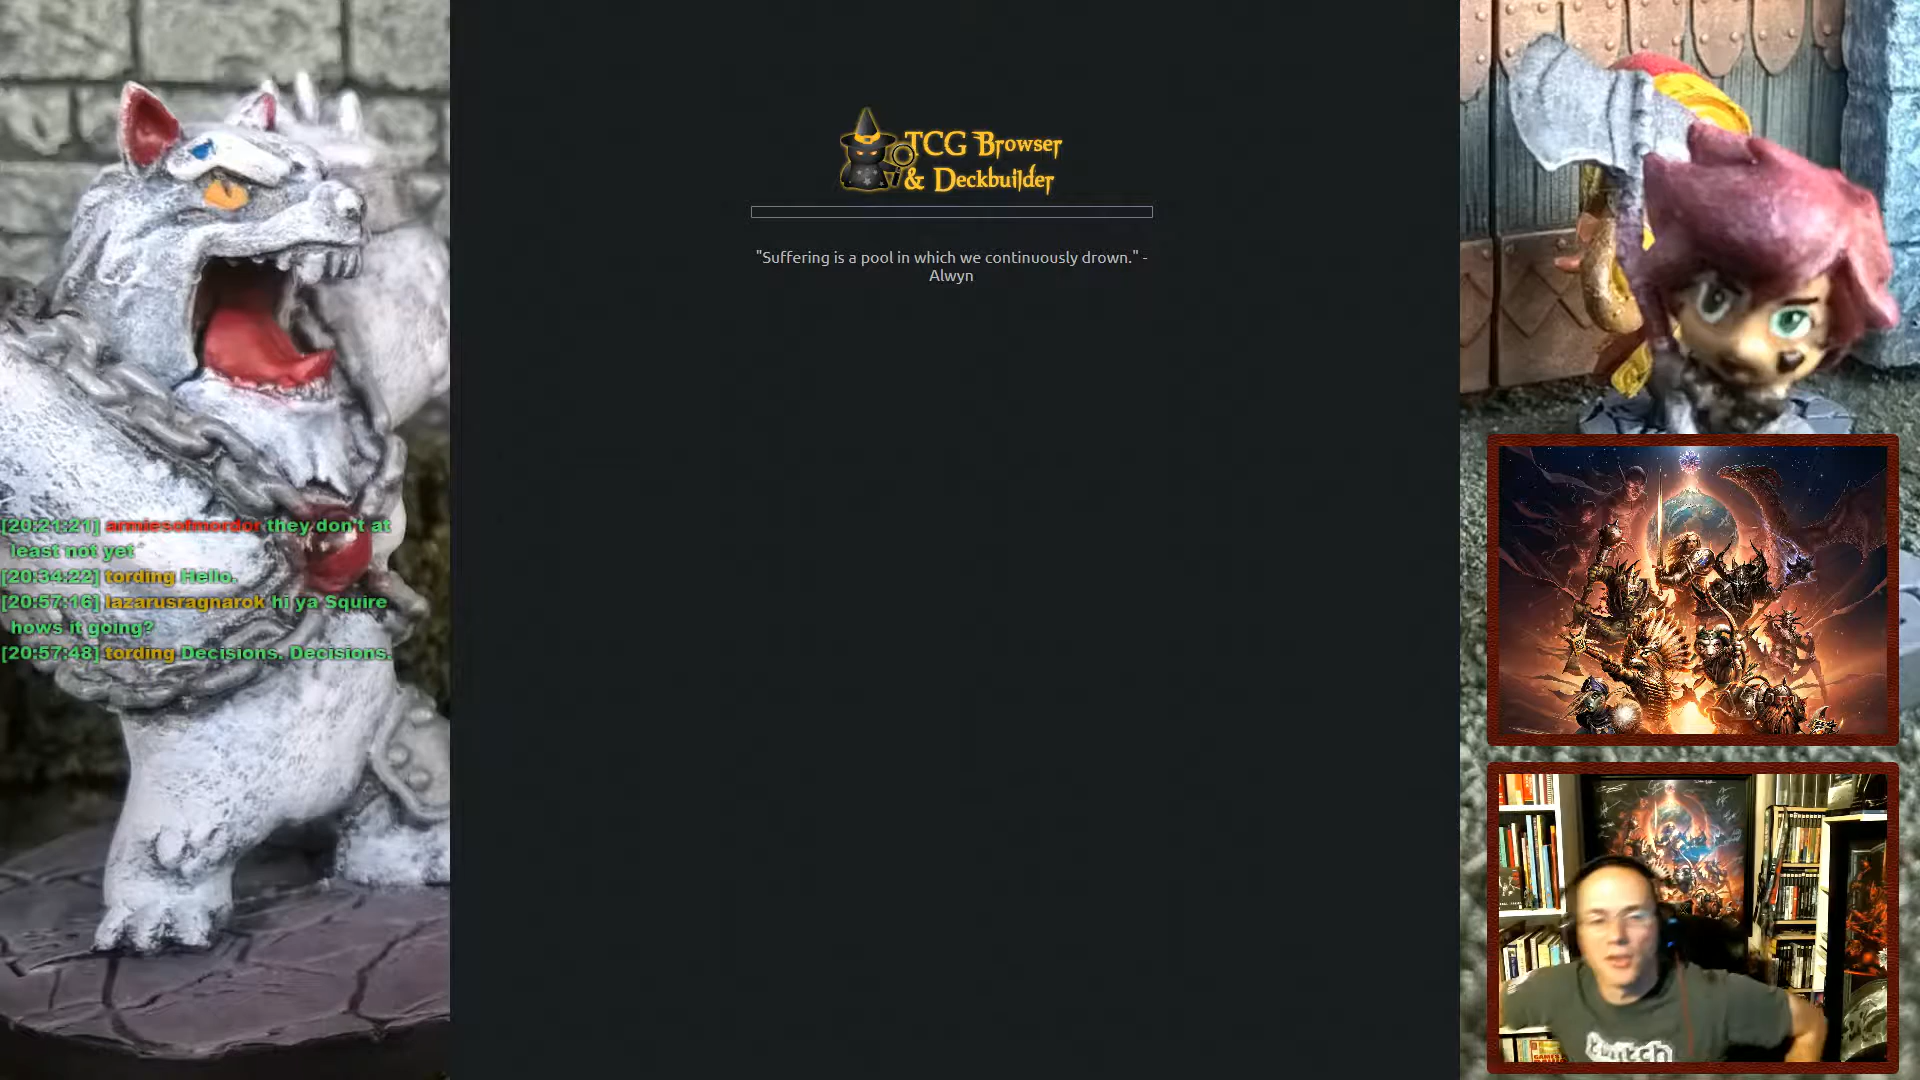 TCG Browser
& Deckbuilder
"Suffering is a pool in which we continuously drown." -
Alwyn
[20:21:21] armiesofmordor they don't at
least not yet
[20:34:22] tording Hello.
[20:57:16] lazarusragnarok hi ya Squire
hows it going?
[20:57:48] tording Decisions. Decisions.
twitch